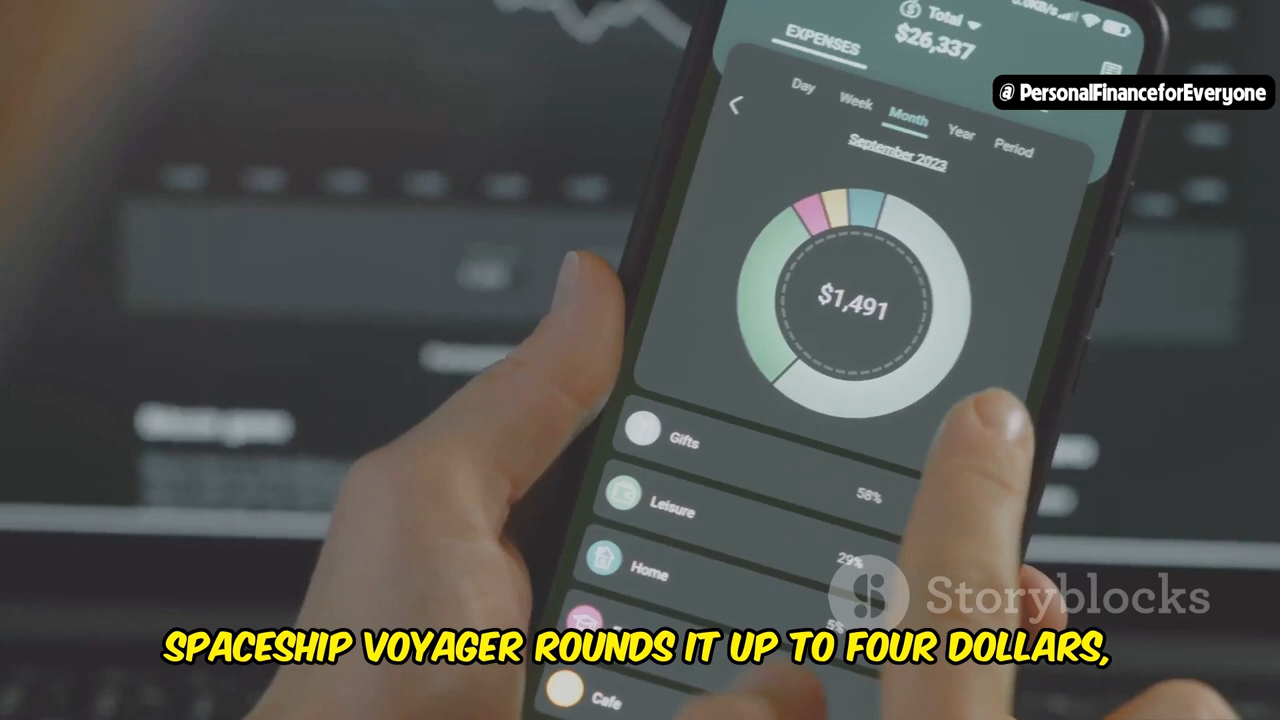 Total
$26,337
EXPENSES
@ PersonalFinanceforEveryone
Day Week Month Year Period
September 2023
$1,491
Gifts 58%
Leisure 29%
Home 5%
Cafe
Storyblocks
SPACESHIP VOYAGER ROUNDS IT UP TO FOUR DOLLARS,